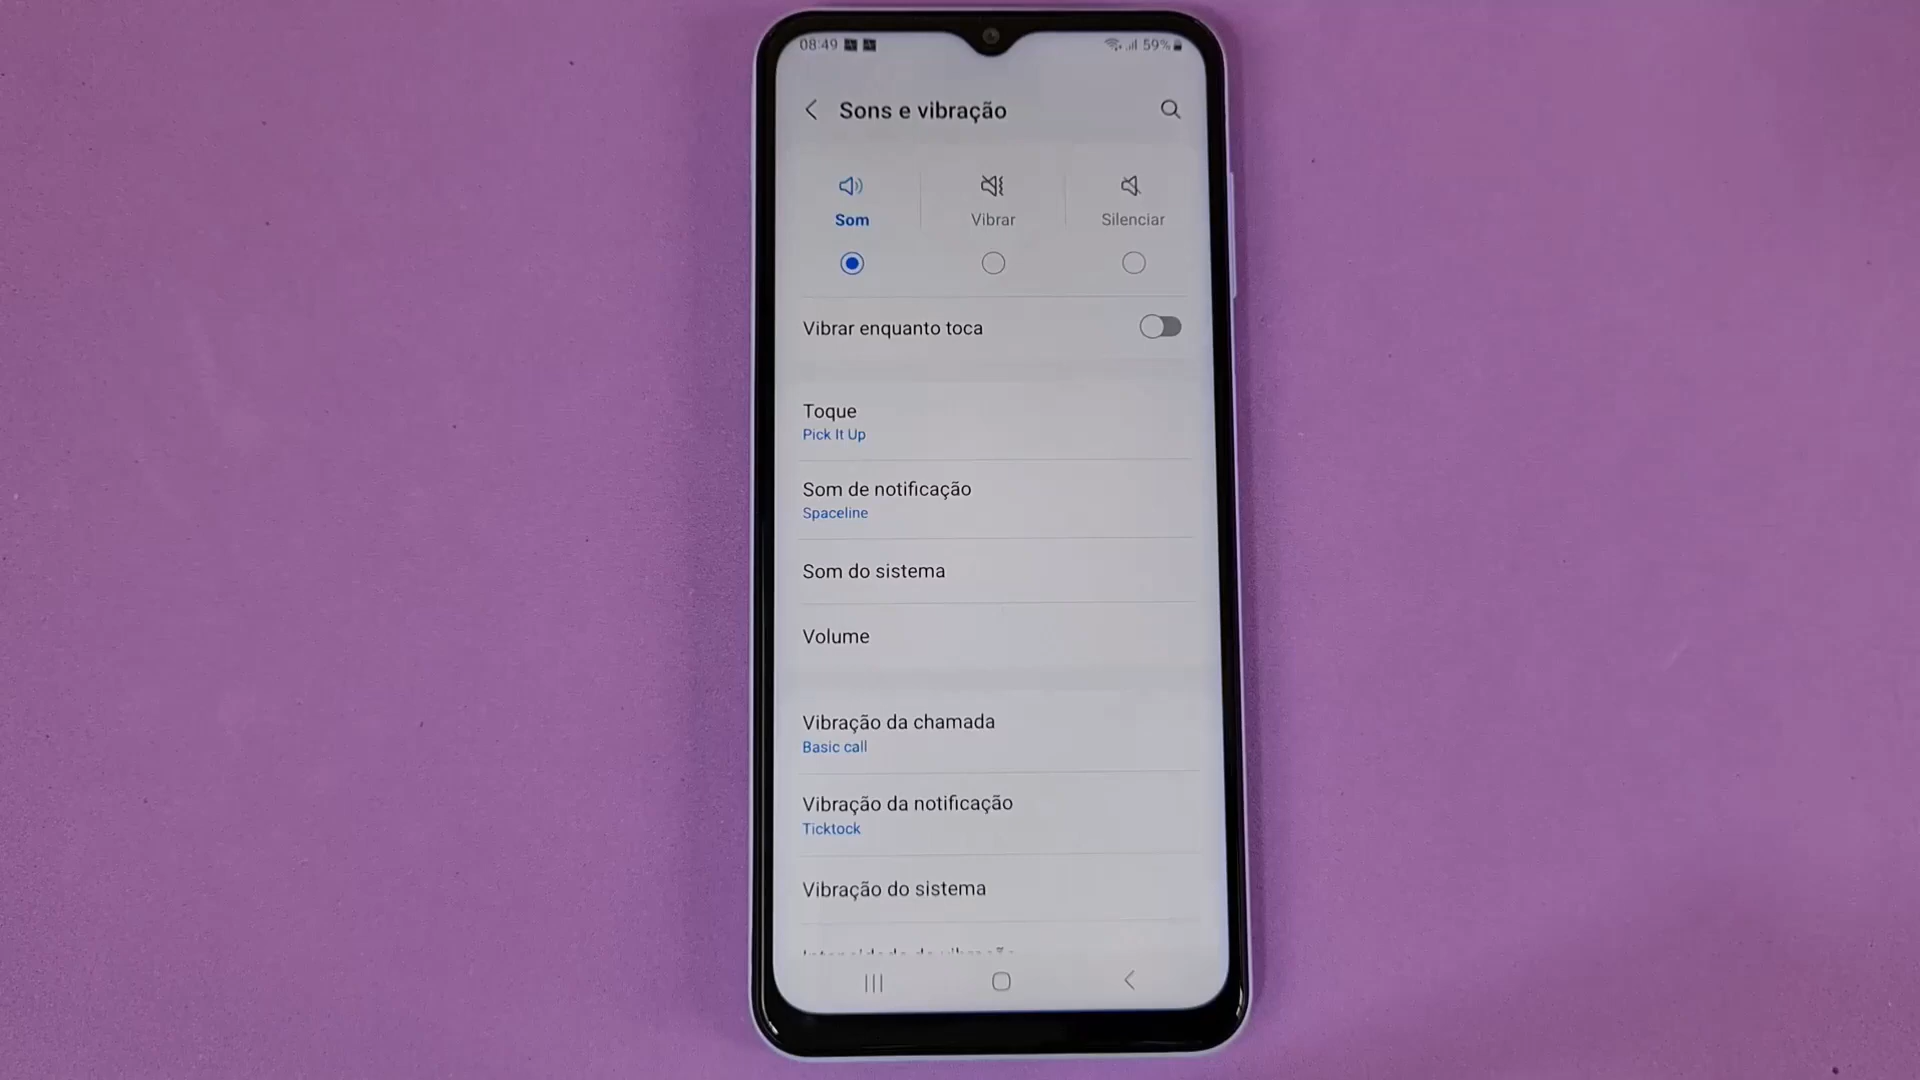 08:49
59%
Sons e vibração
Som
Vibrar
Silenciar
Vibrar enquanto toca
Toque
Pick It Up
Som de notificação
Spaceline
Som do sistema
Volume
Vibração da chamada
Basic call
Vibração da notificação
Ticktock
Vibração do sistema